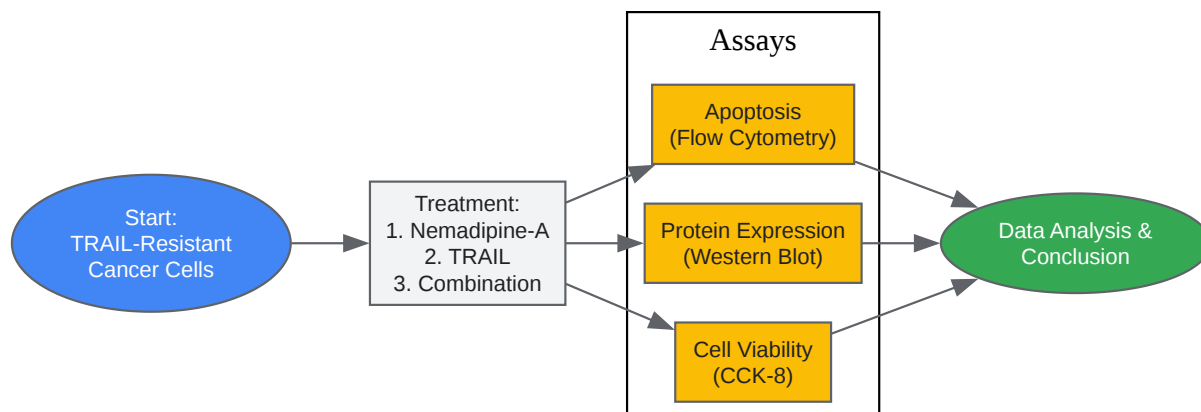 Start:
TRAIL-Resistant
Cancer Cells
Treatment:
1. Nemadipine-A
2. TRAIL
3. Combination
Assays
Apoptosis
(Flow Cytometry)
Protein Expression
(Western Blot)
Cell Viability
(CCK-8)
Data Analysis &
Conclusion